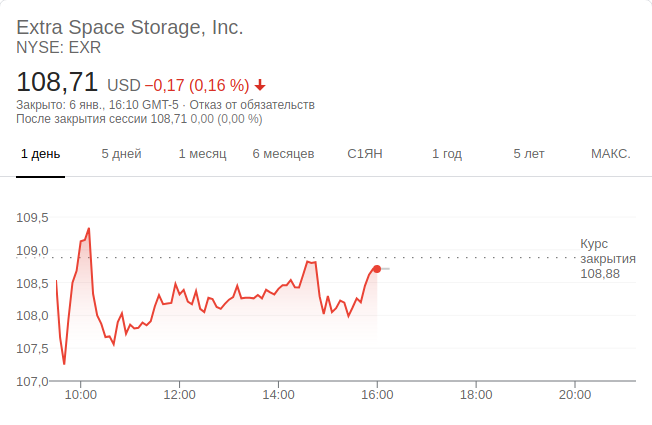 Extra Space Storage, Inc.
NYSE: EXR
108,71 USD −0,17 (0,16 %)
Закрыто: 6 янв., 16:10 GMT-5 · Отказ от обязательств
После закрытия сессии 108,71 0,00 (0,00 %)
1 день 5 дней 1 месяц 6 месяцев С1ЯН 1 год 5 лет МАКС.
109,5
109,0
108,5
108,0
107,5
107,0
Курс
закрытия
108,88
10:00 12:00 14:00 16:00 18:00 20:00